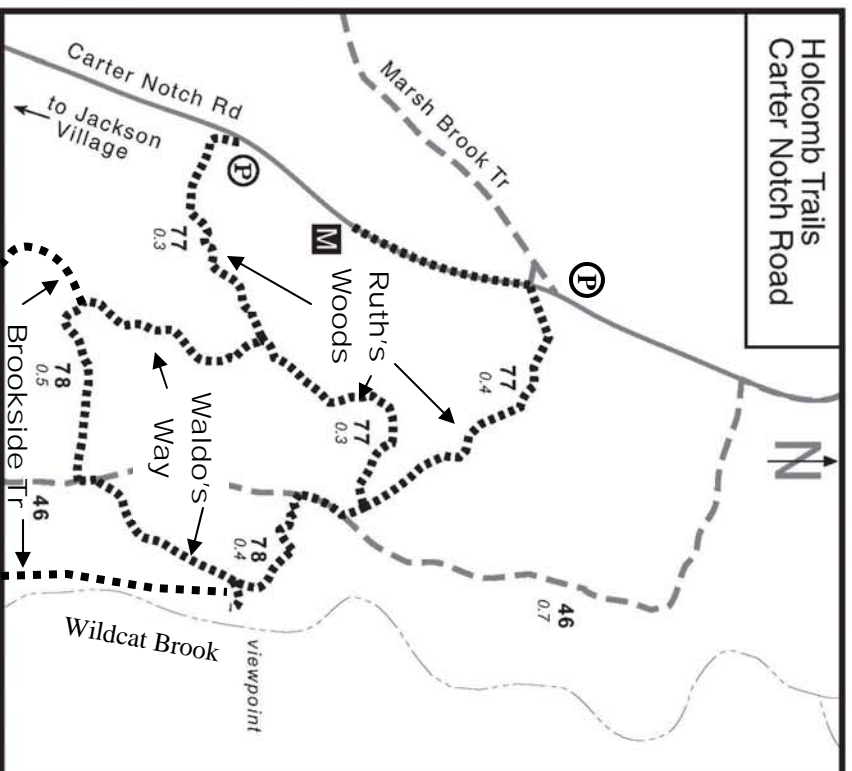 Holcomb Trails
Carter Notch Road
Marsh Brook Tr
Carter Notch Rd
to Jackson
Village
P
P
M
N
77
0.3
Ruth's
Woods
77
0.4
77
0.3
Brookside Tr
78
0.5
Waldo's
Way
46
78
0.4
46
0.7
Wildcat Brook
viewpoint